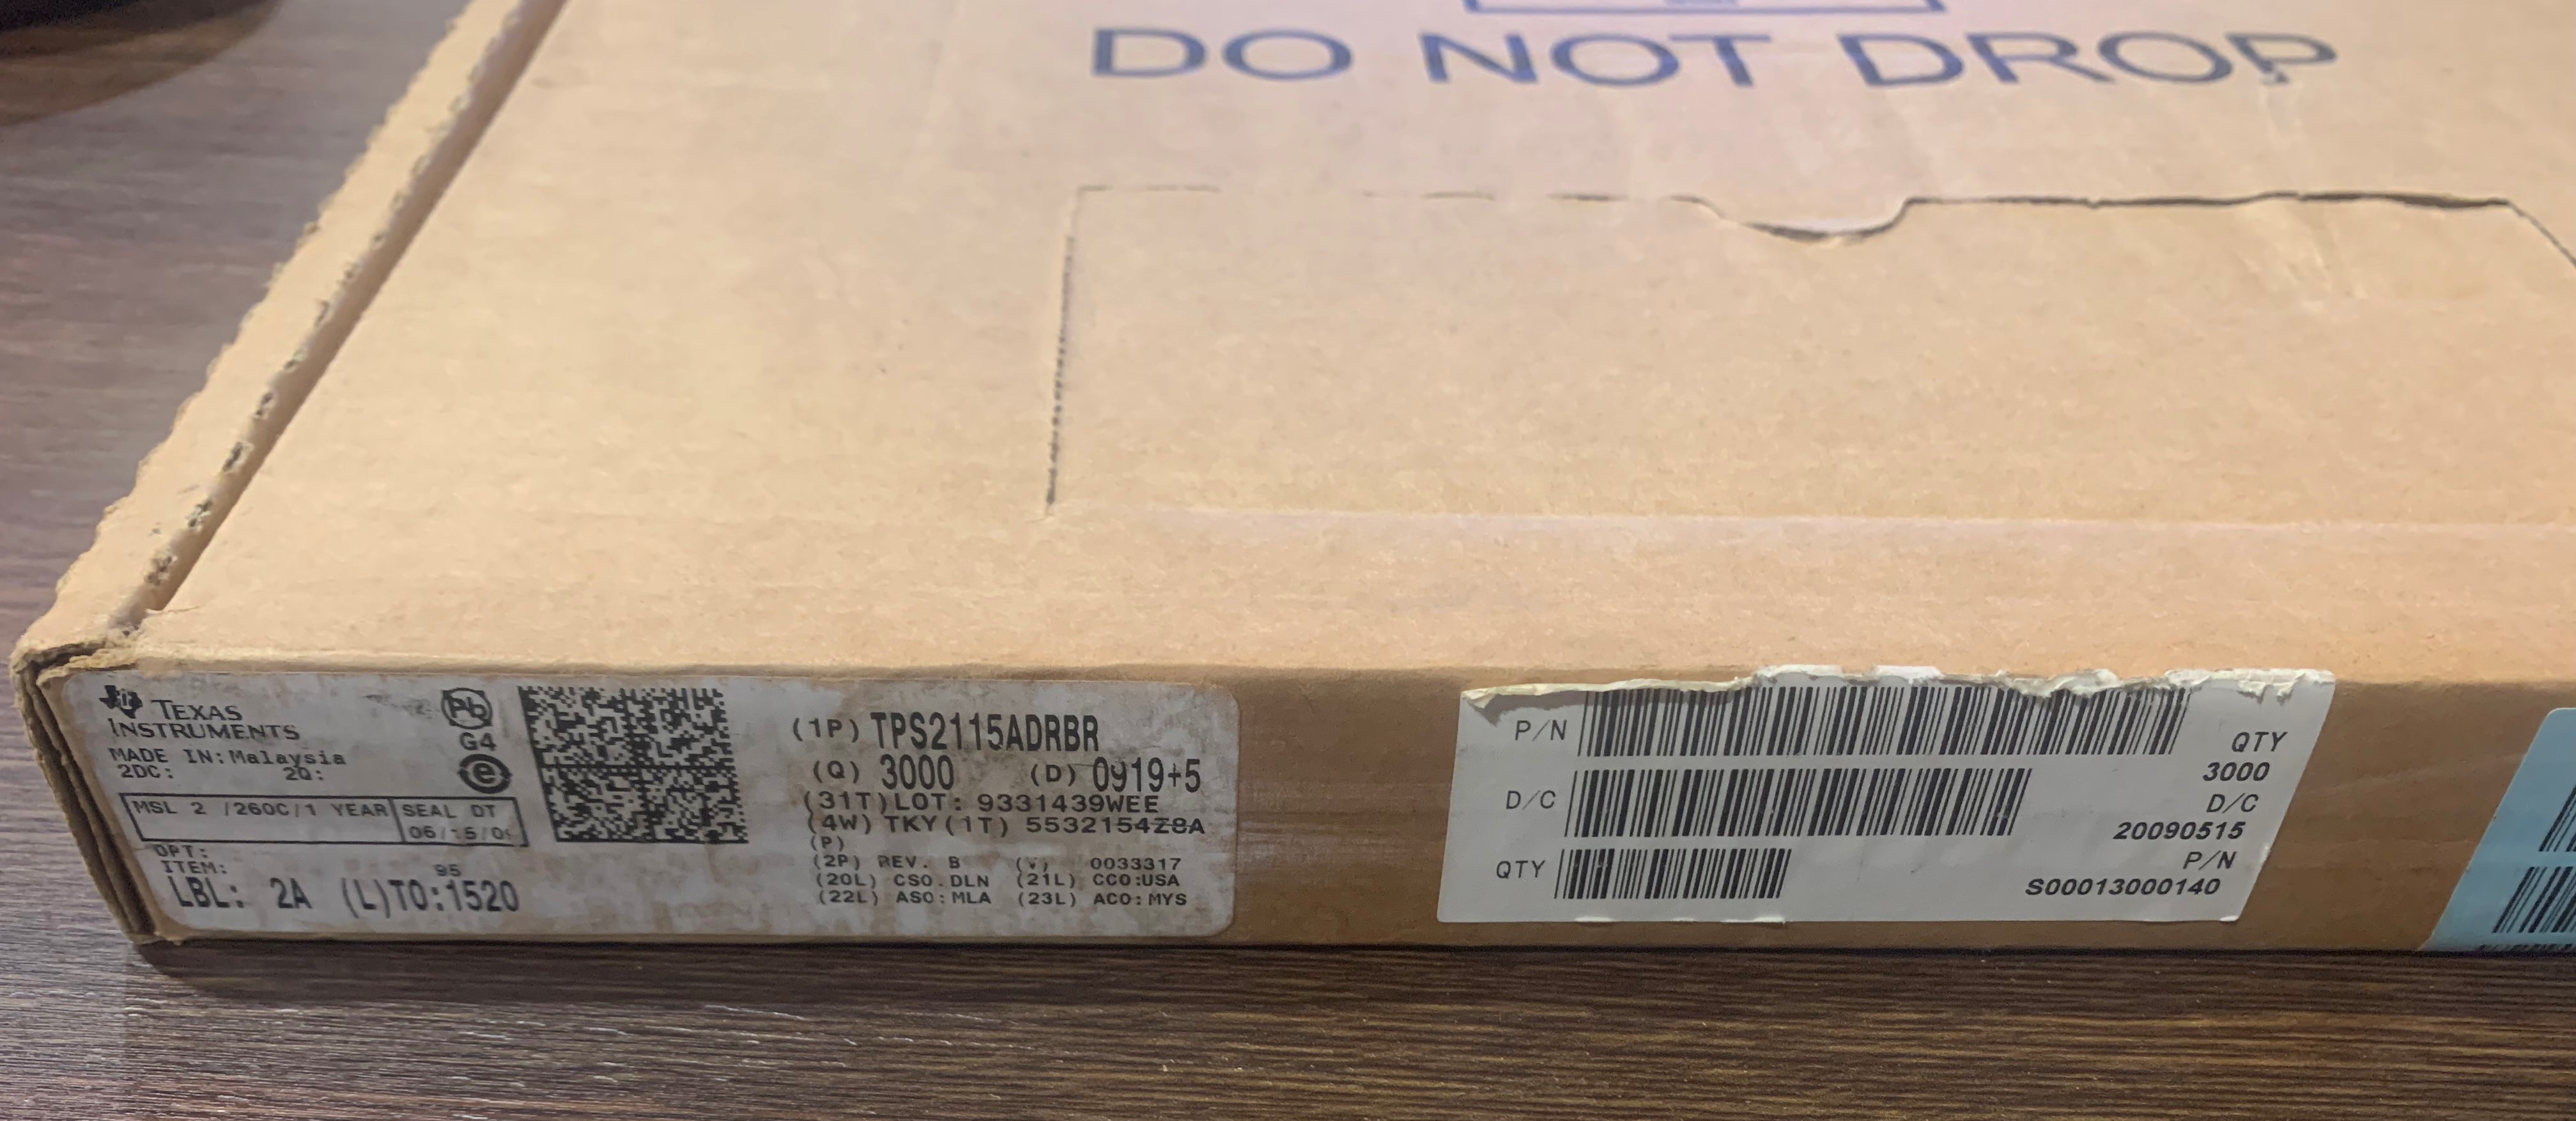 DO NOT DROP
TEXAS
INSTRUMENTS
MADE IN: Malaysia
2DC: 2Q:
Pb
G4
e
MSL 2 /260C/1 YEAR
SEAL DT
OPT:
ITEM:
95
LBL: 2A (L)TO:1520
(1P) TPS2115ADRBR
(Q) 3000 (D) 0919+5
(31T)LOT: 9331439WEE
(4W) TKY(1T) 5532154Z8A
(P)
(2P) REV. B (V) 0033317
(20L) CSO.DLN (21L) CCO:USA
(22L) ASO:MLA (23L) ACO:MYS
P/N
D/C
QTY
QTY
3000
D/C
20090515
P/N
S00013000140